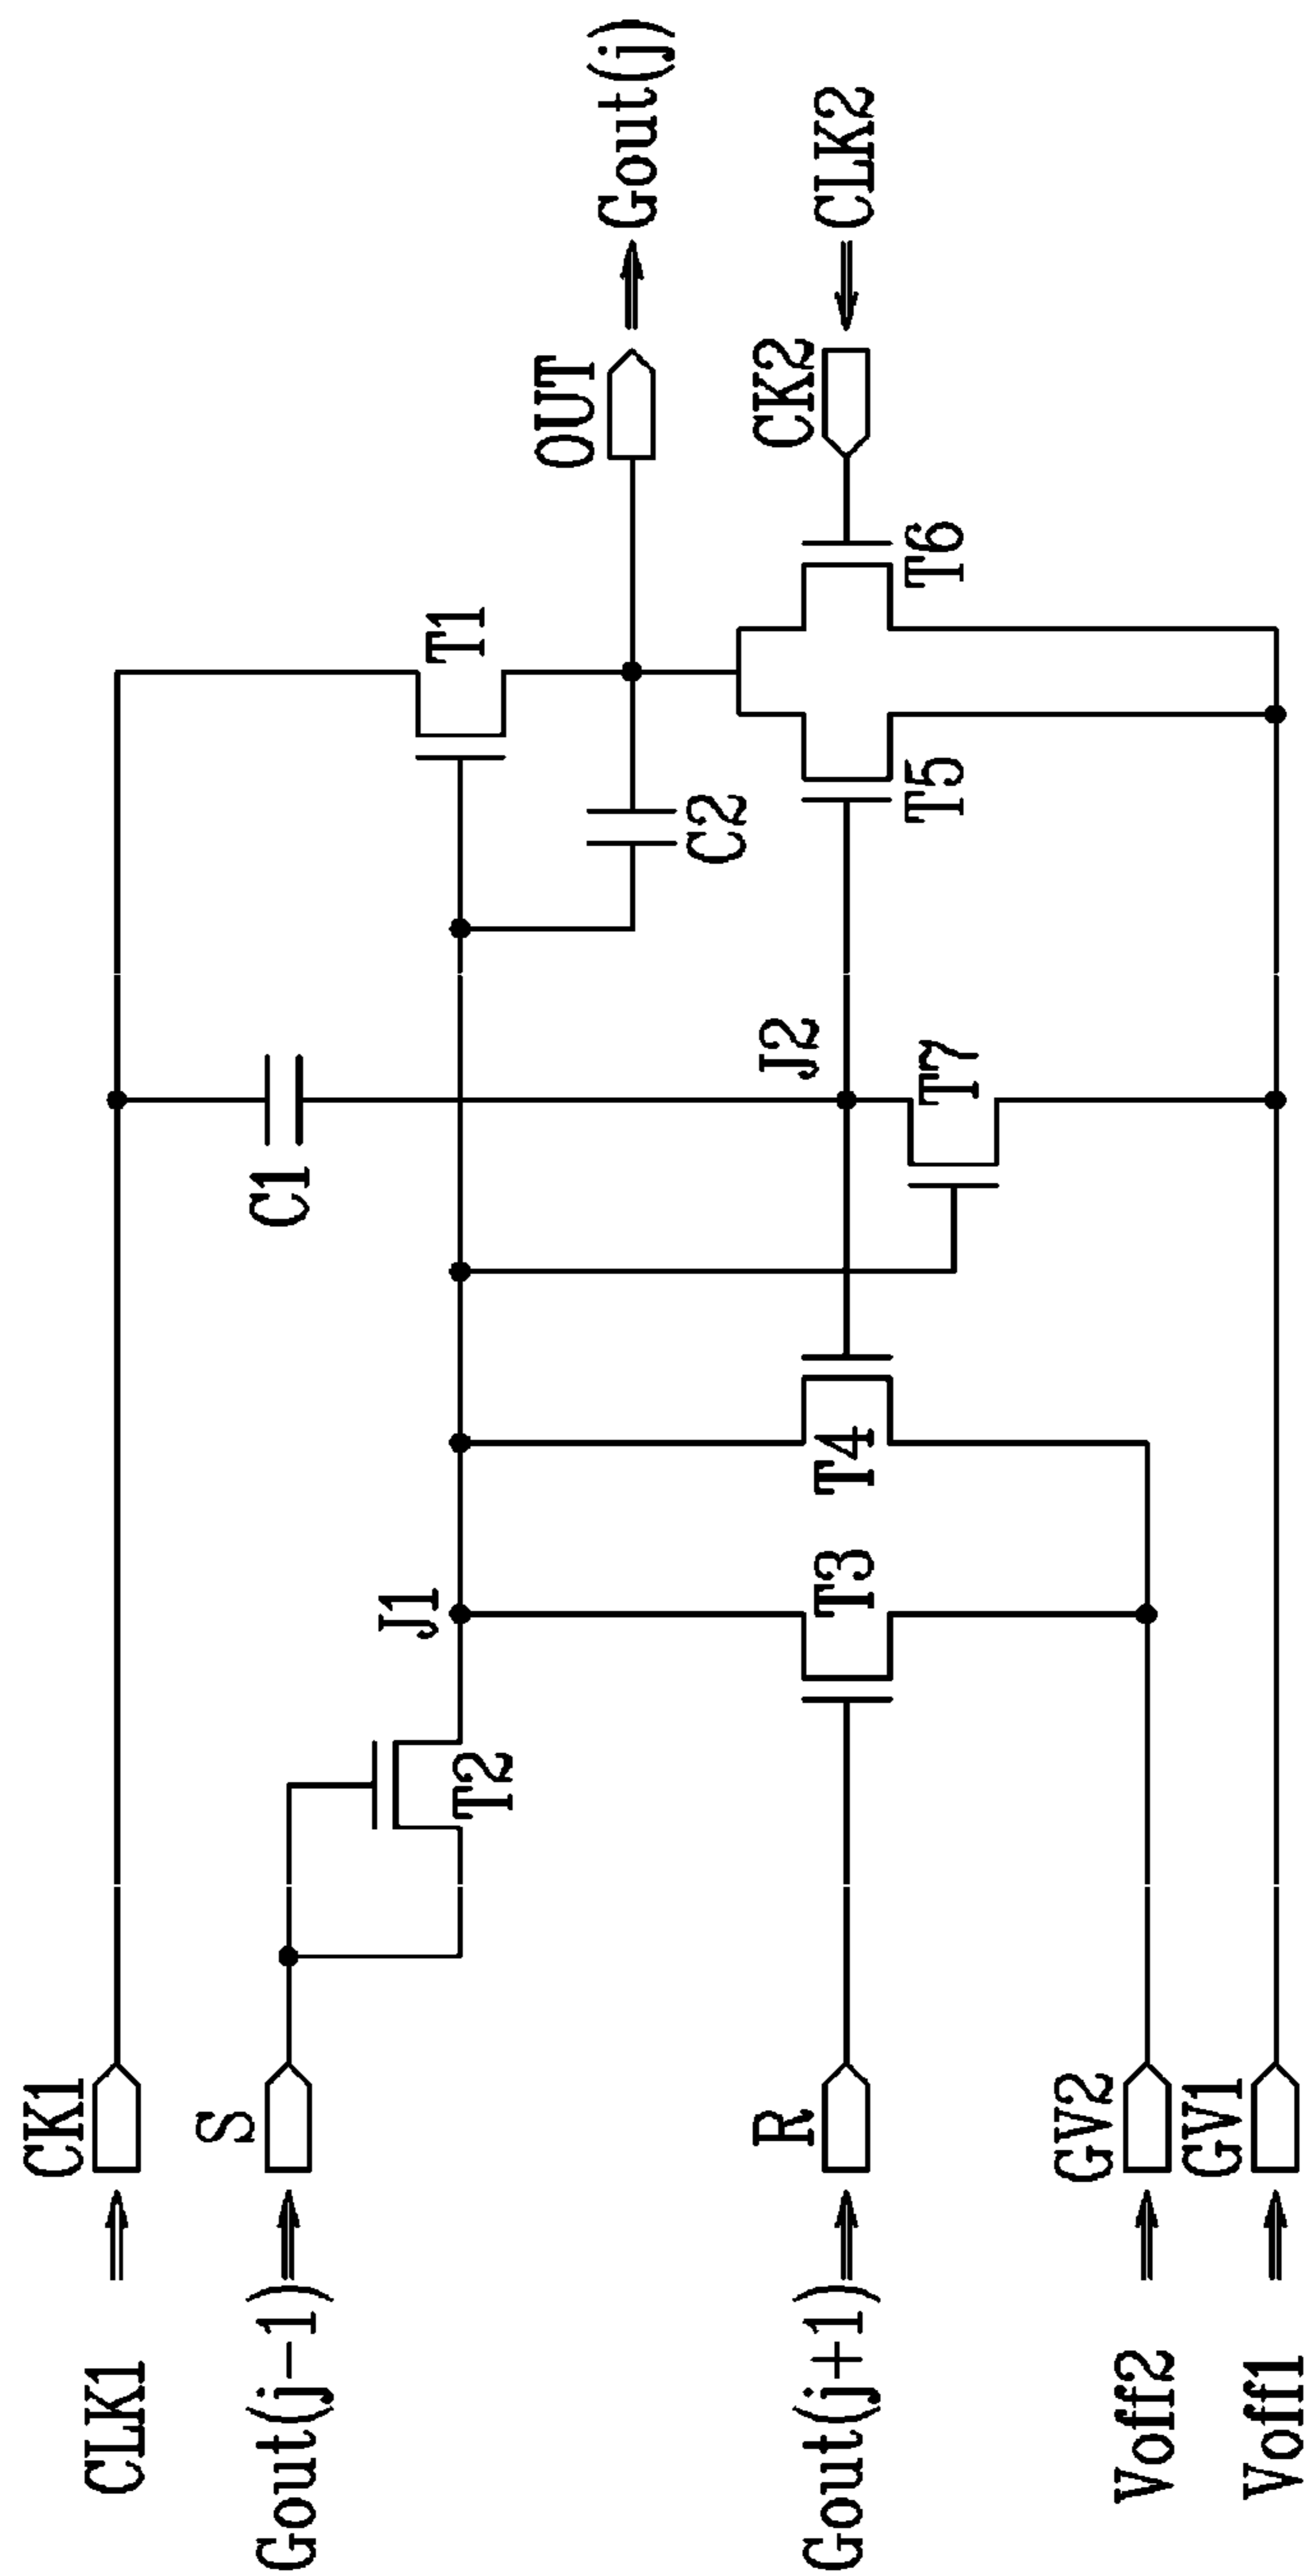 CLK1
CK1
Gout(j-1)
S
J1
T2
C1
T1
OUT
Gout(j)
C2
Gout(j+1)
R
T3
T4
J2
T7
T5
T6
CK2
CLK2
Voff2
GV2
Voff1
GV1